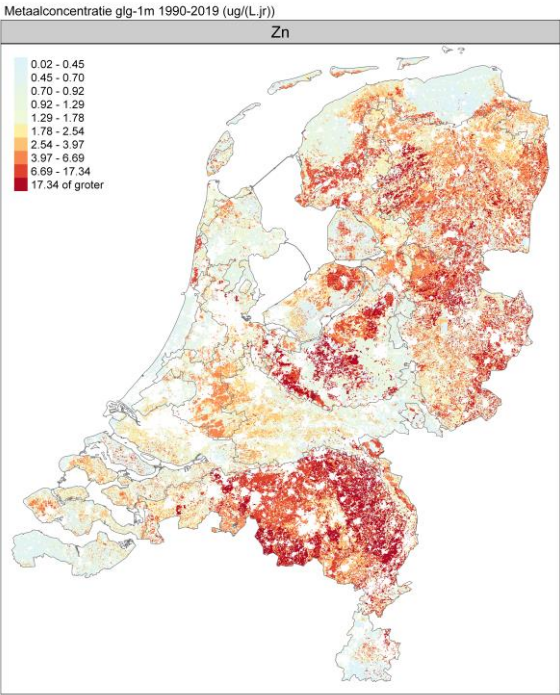 Metaalconcentratie glg-1m 1990-2019 (ug/(L.jr))
Zn
0.02 - 0.45
0.45 - 0.70
0.70 - 0.92
0.92 - 1.29
1.29 - 1.78
1.78 - 2.54
2.54 - 3.97
3.97 - 6.69
6.69 - 17.34
17.34 of groter